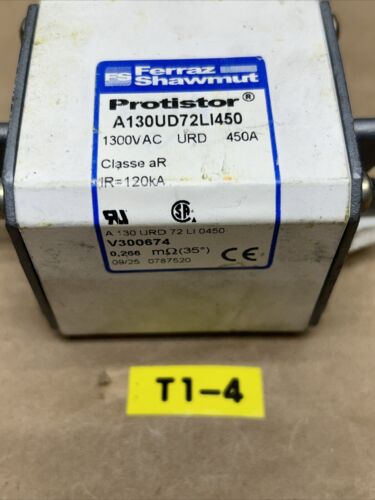 FS Ferraz
Shawmut
Protistor®
A130UD72LI450
1300VAC URD 450A
Classe aR
IR=120kA
A 130 URD 72 LI 0450
V300674
0,266 mΩ(35°)
09/25 0787520
CE
T1-4